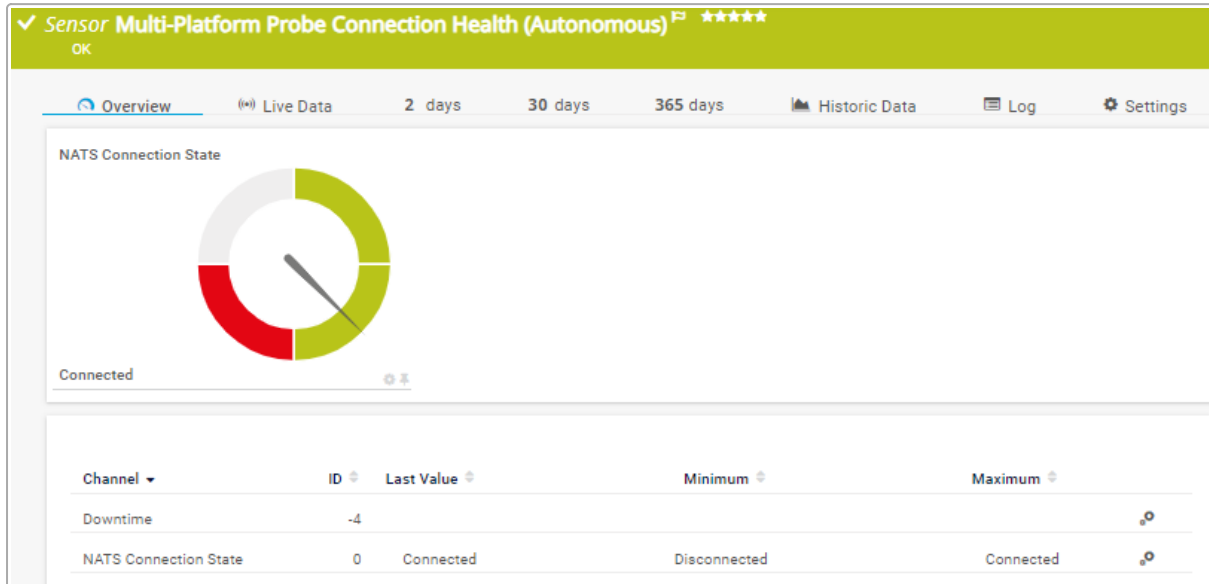 Sensor Multi-Platform Probe Connection Health (Autonomous)
OK
Overview Live Data 2 days 30 days 365 days Historic Data Log Settings
NATS Connection State
Connected
Channel ID Last Value Minimum Maximum
Downtime -4
NATS Connection State 0 Connected Disconnected Connected